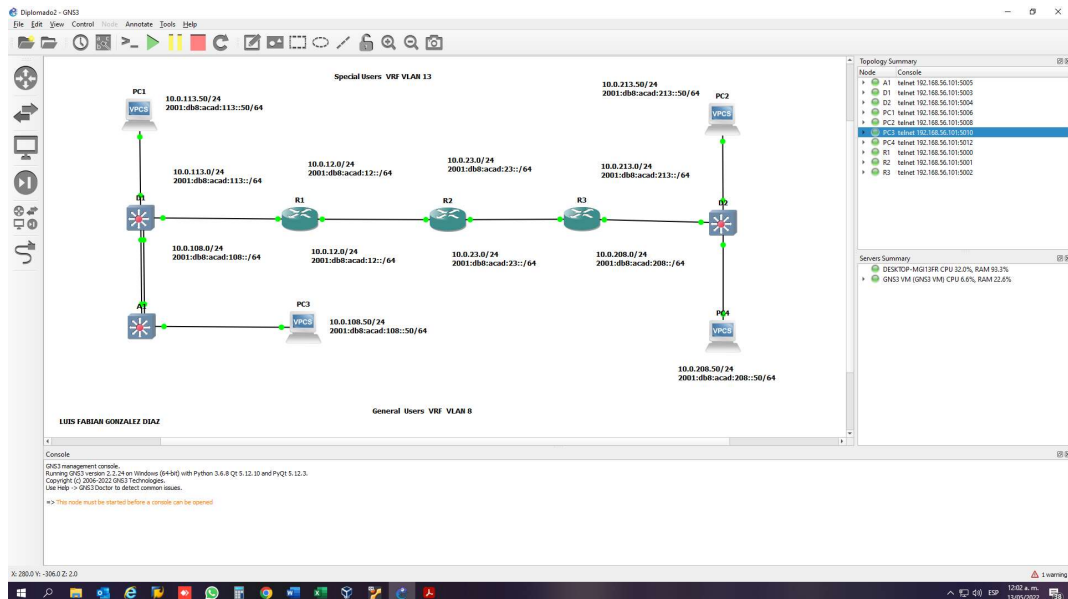 Diplomado2 - GNS3
File Edit View Control Node Annotate Tools Help
Special Users VRF VLAN 13
PC1
VPCS
10.0.113.50/24
2001:db8:acad:113::50/64
10.0.213.50/24
2001:db8:acad:213::50/64
PC2
VPCS
10.0.113.0/24
2001:db8:acad:113::/64
10.0.12.0/24
2001:db8:acad:12::/64
10.0.23.0/24
2001:db8:acad:23::/64
10.0.213.0/24
2001:db8:acad:213::/64
D1
R1
R2
R3
D2
10.0.108.0/24
2001:db8:acad:108::/64
10.0.12.0/24
2001:db8:acad:12::/64
10.0.23.0/24
2001:db8:acad:23::/64
10.0.208.0/24
2001:db8:acad:208::/64
A1
PC3
VPCS
10.0.108.50/24
2001:db8:acad:108::50/64
PC4
VPCS
10.0.208.50/24
2001:db8:acad:208::50/64
General Users VRF VLAN 8
LUIS FABIAN GONZALEZ DIAZ
Topology Summary
Node Console
A1 telnet 192.168.56.101:5005
D1 telnet 192.168.56.101:5003
D2 telnet 192.168.56.101:5004
PC1 telnet 192.168.56.101:5006
PC2 telnet 192.168.56.101:5008
PC3 telnet 192.168.56.101:5010
PC4 telnet 192.168.56.101:5012
R1 telnet 192.168.56.101:5000
R2 telnet 192.168.56.101:5001
R3 telnet 192.168.56.101:5002
Servers Summary
DESKTOP-MGI13FR CPU 32.0%, RAM 93.3%
GNS3 VM (GNS3 VM) CPU 6.6%, RAM 22.6%
Console
GNS3 management console.
Running GNS3 version 2.2.24 on Windows (64-bit) with Python 3.6.8 Qt 5.12.10 and PyQt 5.12.3.
Copyright (c) 2006-2022 GNS3 Technologies.
Use Help -> GNS3 Doctor to detect common issues.
=> This node must be started before a console can be opened
X: 280.0 Y: -306.0 Z: 2.0
1 warning
ESP
12:02 a. m.
13/05/2022
38